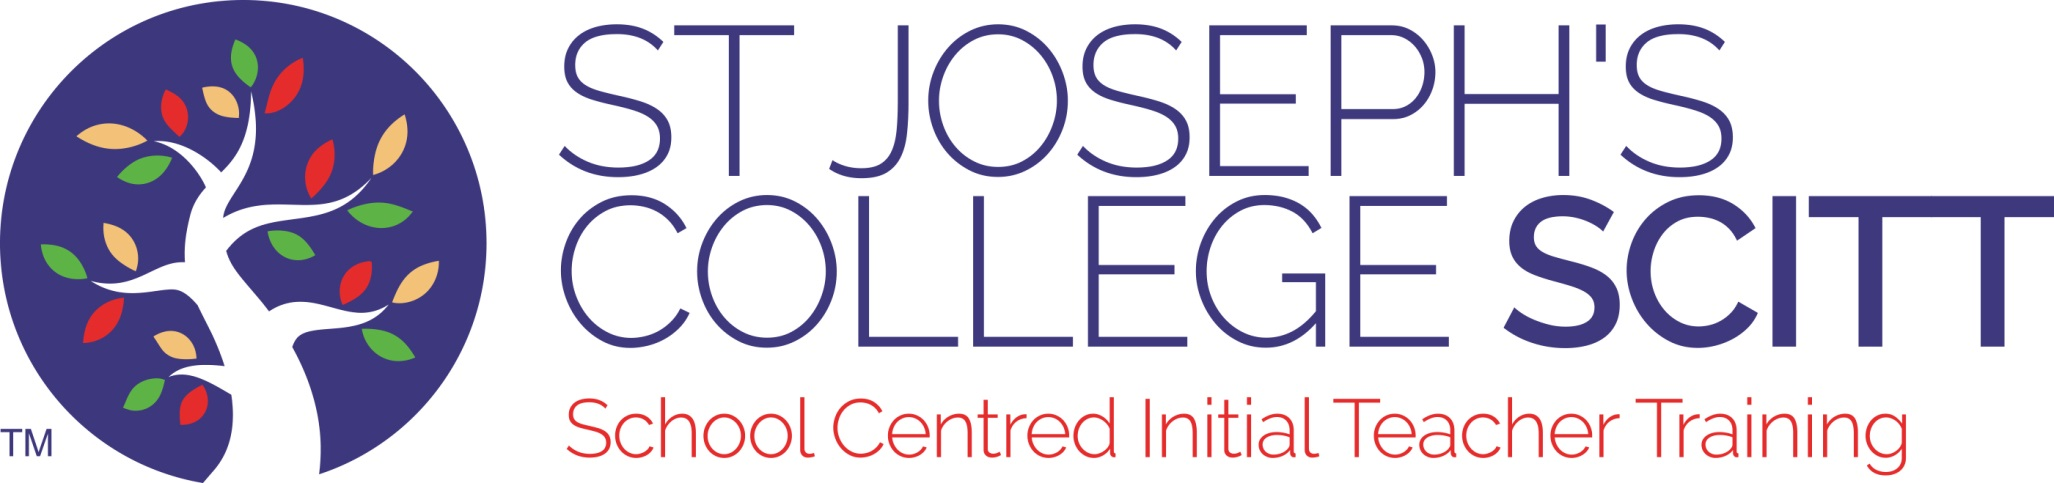 ST JOSEPH'S
COLLEGE SCITT
School Centred Initial Teacher Training
TM